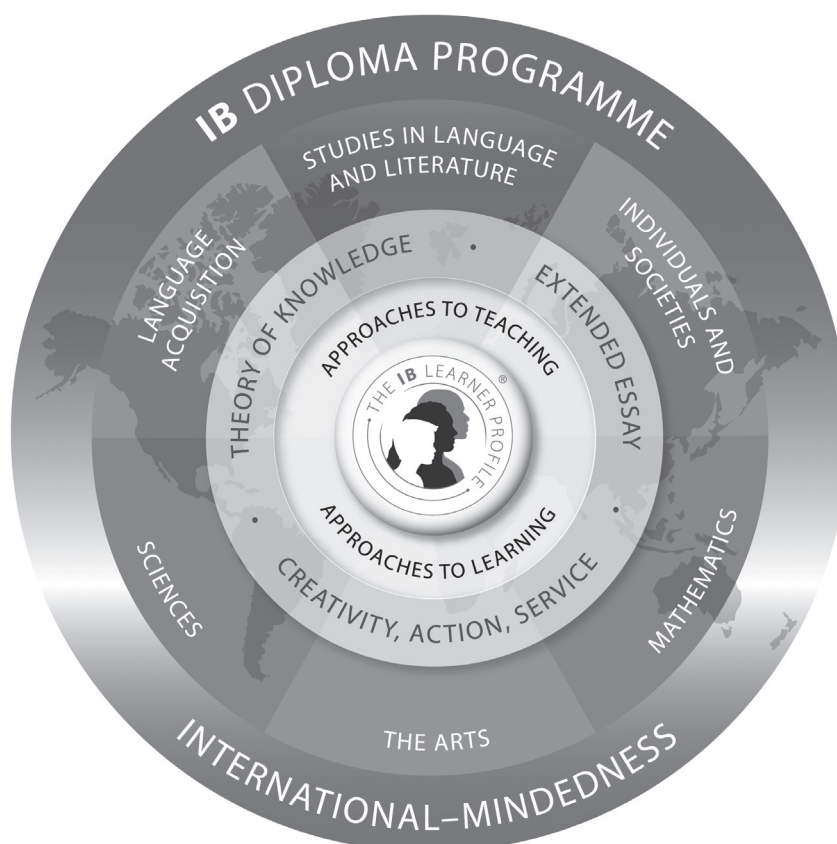 IB DIPLOMA PROGRAMME
STUDIES IN LANGUAGE
AND LITERATURE
LANGUAGE
ACQUISITION
INDIVIDUALS AND
SOCIETIES
THEORY OF KNOWLEDGE
EXTENDED ESSAY
APPROACHES TO TEACHING
THE IB LEARNER PROFILE ®
APPROACHES TO LEARNING
CREATIVITY, ACTION, SERVICE
SCIENCES
MATHEMATICS
THE ARTS
INTERNATIONAL–MINDEDNESS